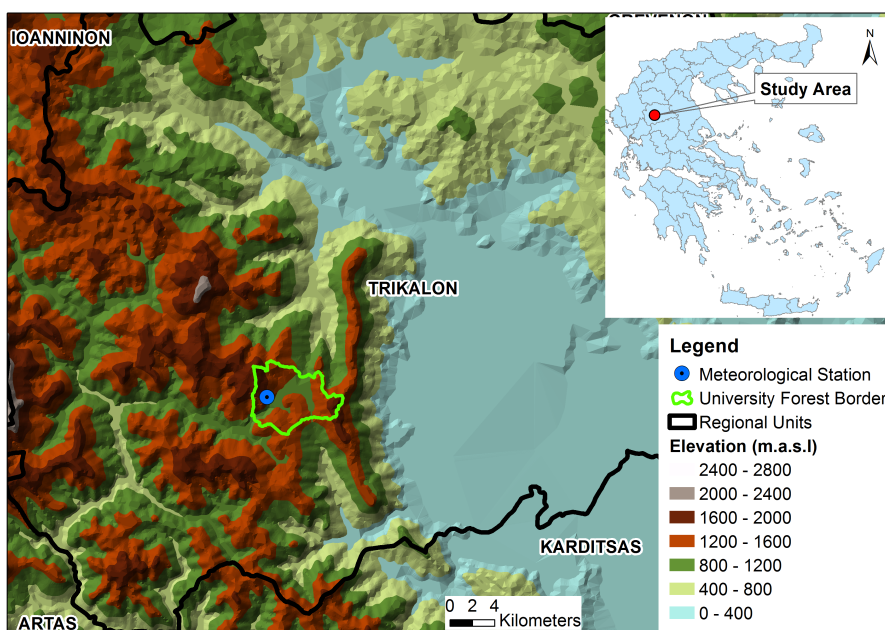 IOANNINON
GREVENON
N
Study Area
TRIKALON
KARDITSAS
ARTAS
0 2 4
Kilometers
Legend
Meteorological Station
University Forest Border
Regional Units
Elevation (m.a.s.l)
2400 - 2800
2000 - 2400
1600 - 2000
1200 - 1600
800 - 1200
400 - 800
0 - 400